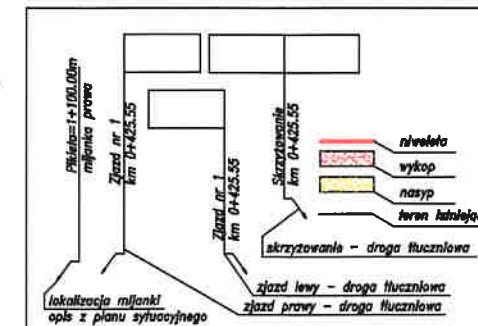 Pikieta=1+100.00m
mijanka prawa
Zjazd nr 1
km 0+425.55
Zjazd nr 1
km 0+425.55
Skrzyżowanie
km 0+425.55
niweleta
wykop
nasyp
teren istniejąc
skrzyżowanie - droga tłuczniowa
zjazd lewy - droga tłuczniowa
zjazd prawy - droga tłuczniowa
lokalizacja mijanki
opis z planu sytuacyjnego